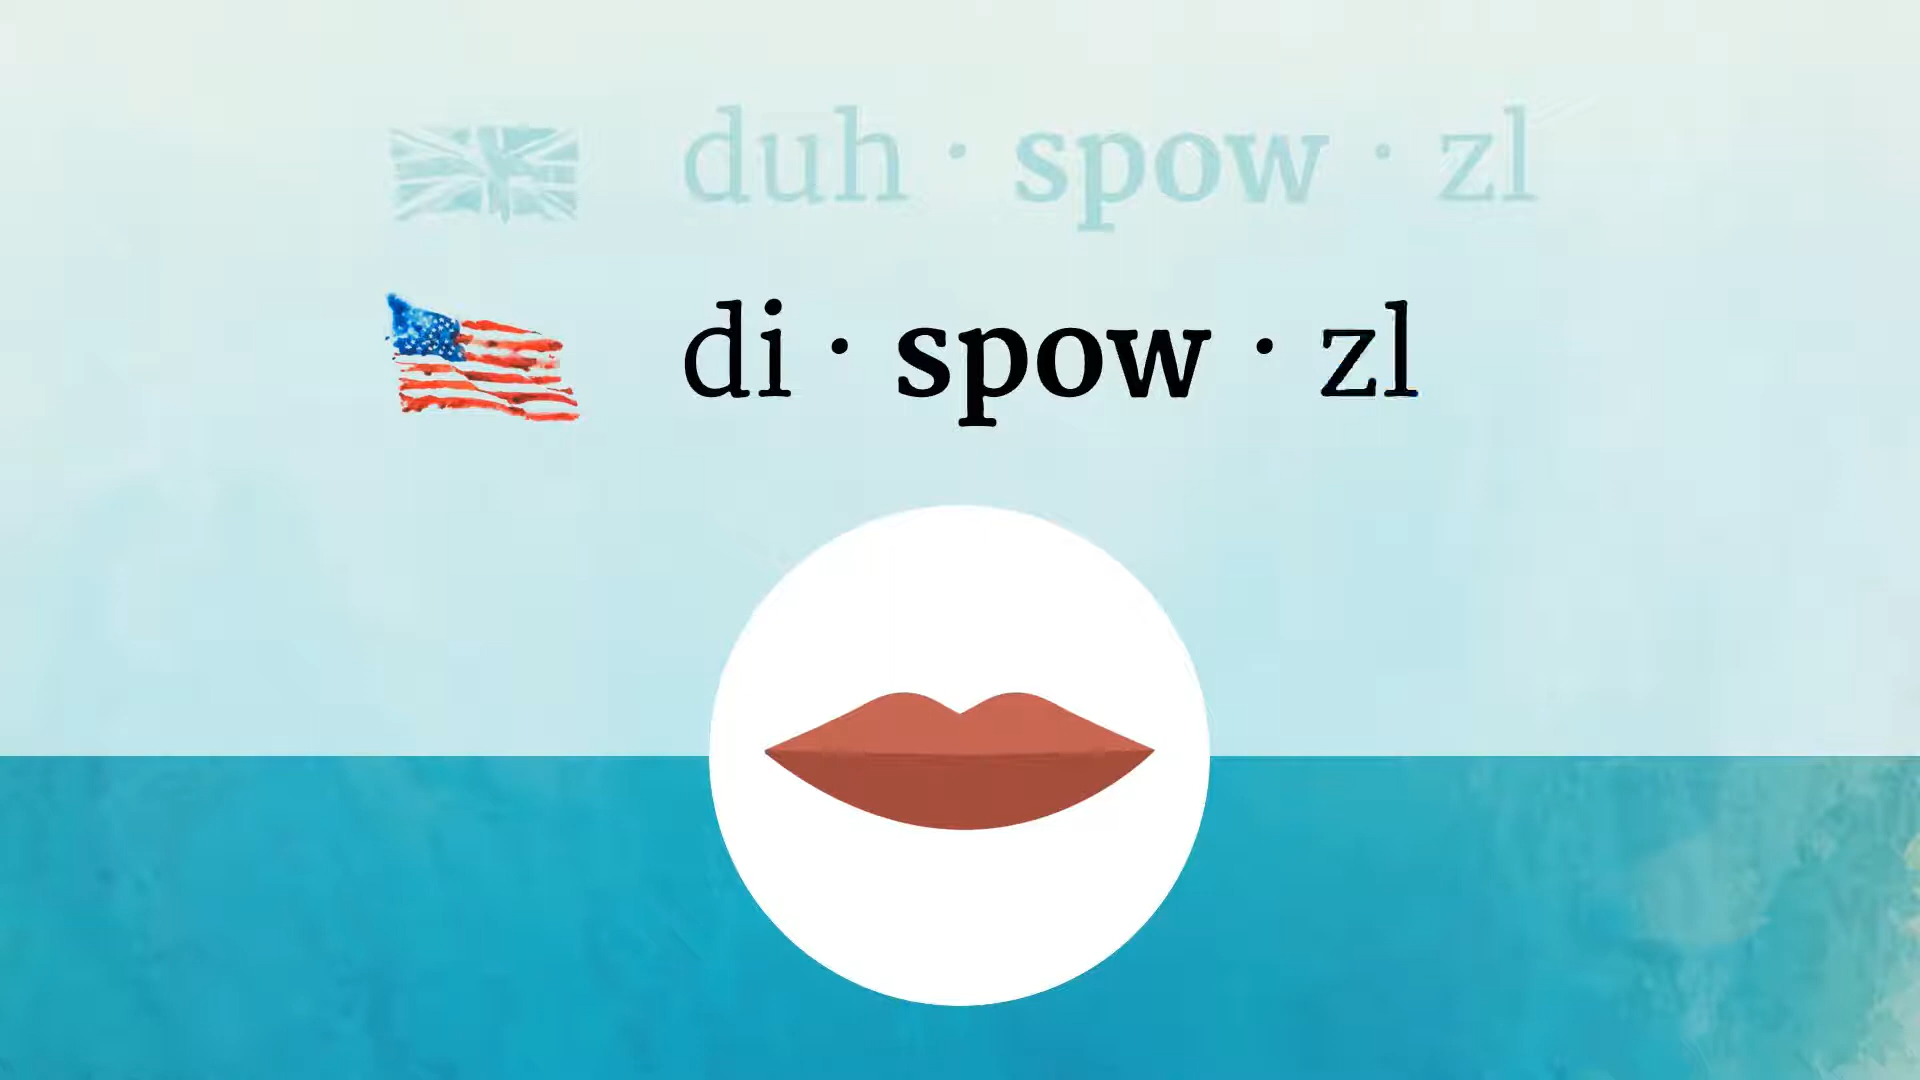 duh · spow · zl
di · spow · zl